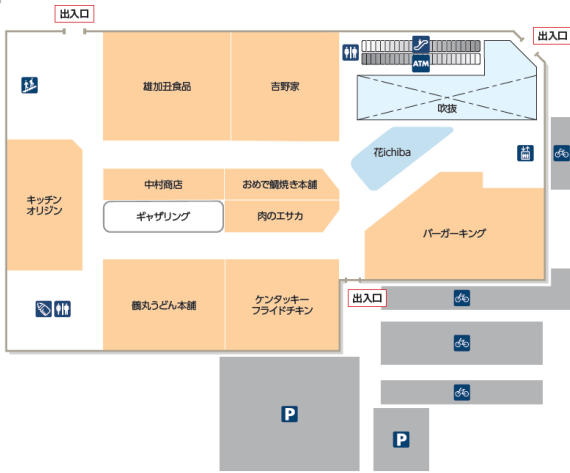 出入口
出入口
雄加丑食品
吉野家
ATM
吹抜
花ichiba
キッチン
オリジン
中村商店
おめで鯛焼き本舗
ギャザリング
肉のエサカ
バーガーキング
鶴丸うどん本舗
ケンタッキー
フライドチキン
出入口
P
P